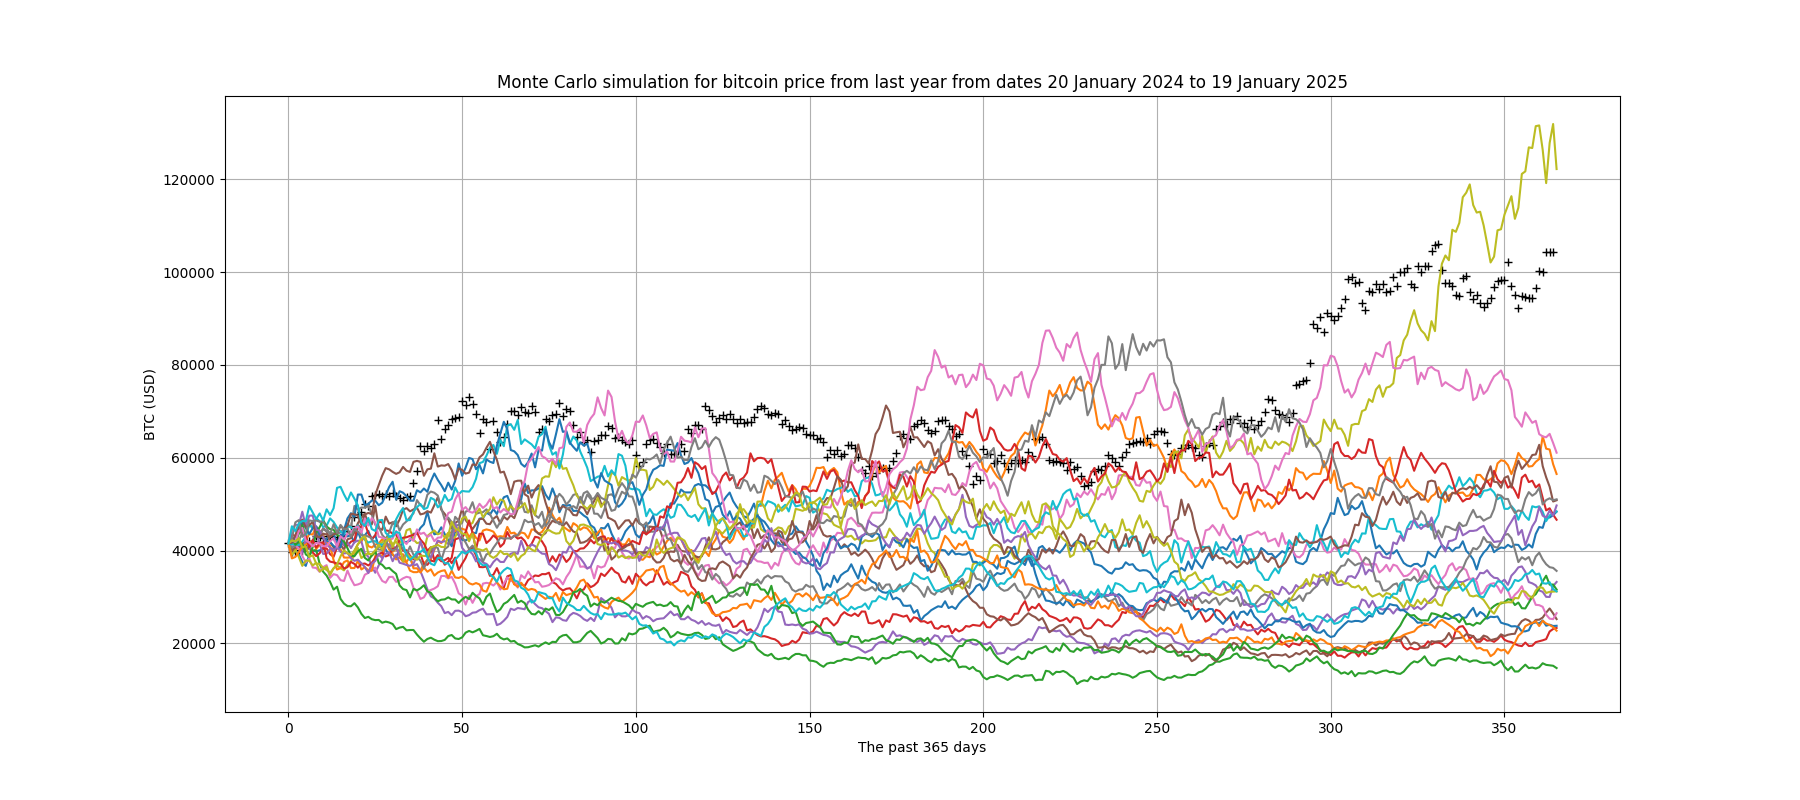 Monte Carlo simulation for bitcoin price from last year from dates 20 January 2024 to 19 January 2025
BTC (USD)
120000
100000
80000
60000
40000
20000
0 50 100 150 200 250 300 350
The past 365 days